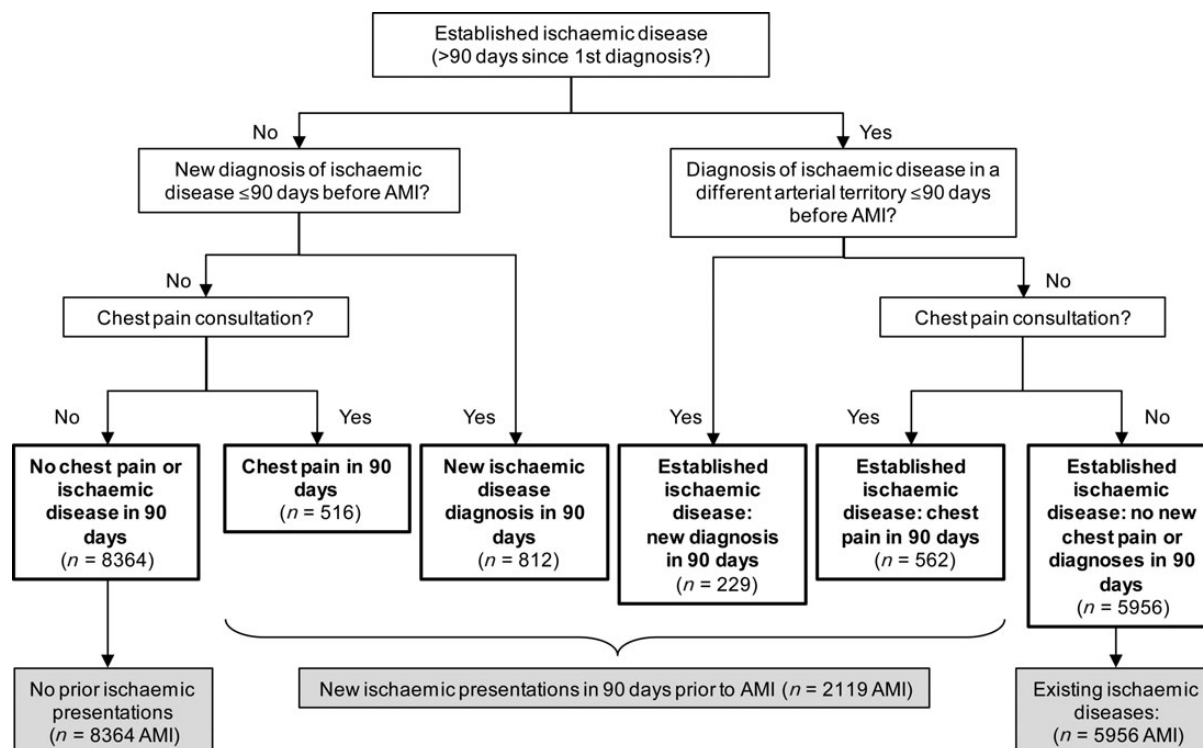 Established ischaemic disease
(>90 days since 1st diagnosis?)
No
Yes
New diagnosis of ischaemic
disease ≤90 days before AMI?
Diagnosis of ischaemic disease in a
different arterial territory ≤90 days
before AMI?
No
No
Chest pain consultation?
Chest pain consultation?
No
Yes
Yes
Yes
Yes
No
No chest pain or
ischaemic
disease in 90
days
(n = 8364)
Chest pain in 90
days
(n = 516)
New ischaemic
disease
diagnosis in 90
days
(n = 812)
Established
ischaemic
disease:
new diagnosis
in 90 days
(n = 229)
Established
ischaemic
disease: chest
pain in 90 days
(n = 562)
Established
ischaemic
disease: no new
chest pain or
diagnoses in 90
days
(n = 5956)
No prior ischaemic
presentations
(n = 8364 AMI)
New ischaemic presentations in 90 days prior to AMI (n = 2119 AMI)
Existing ischaemic
diseases:
(n = 5956 AMI)